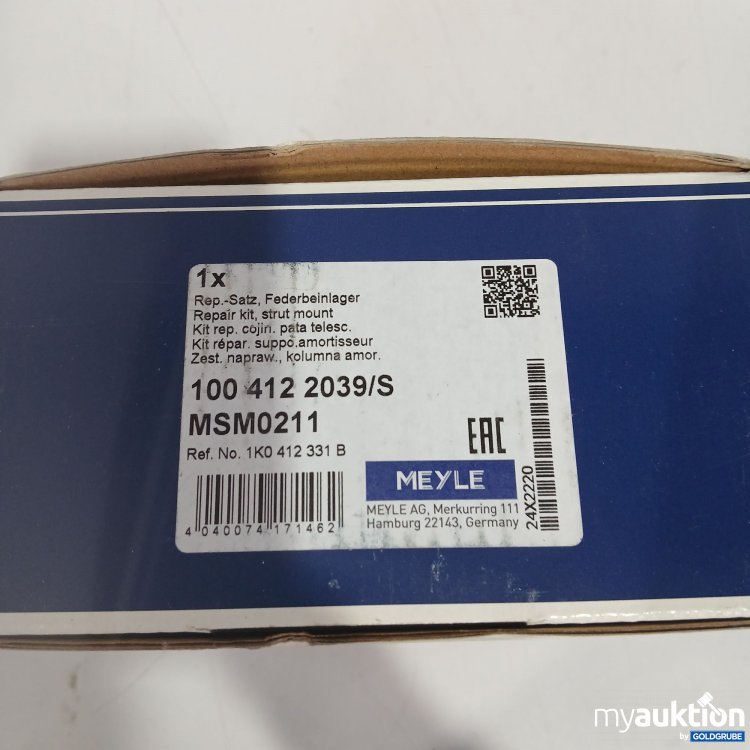 1x
Rep.-Satz, Federbeinlager
Repair kit, strut mount
Kit rep. cojin. pata telesc.
Kit répar. suppo.amortisseur
Zest. napraw., kolumna amor.
100 412 2039/S
MSM0211
Ref. No. 1K0 412 331 B
EAC
MEYLE
MEYLE AG, Merkurring 111
Hamburg 22143, Germany
4 040074 171462
24X2220
myauktion
by GOLDGRUBE